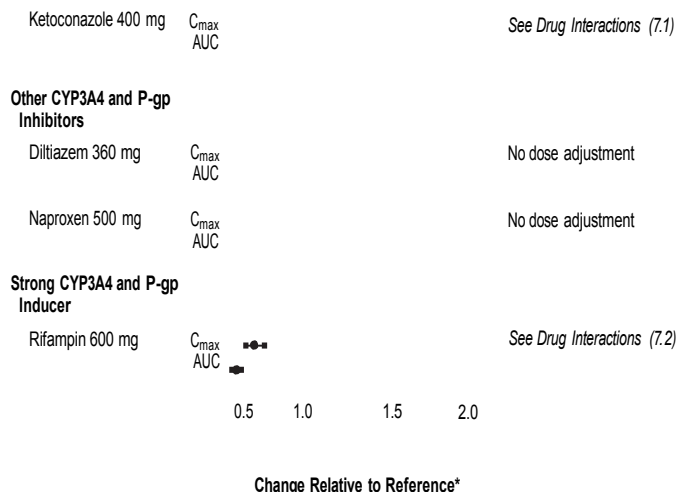 Ketoconazole 400 mg Cmax See Drug Interactions (7.1)
AUC
Other CYP3A4 and P-gp
Inhibitors
Diltiazem 360 mg Cmax No dose adjustment
AUC
Naproxen 500 mg Cmax No dose adjustment
AUC
Strong CYP3A4 and P-gp
Inducer
Rifampin 600 mg Cmax See Drug Interactions (7.2)
AUC
0.5 1.0 1.5 2.0
Change Relative to Reference*